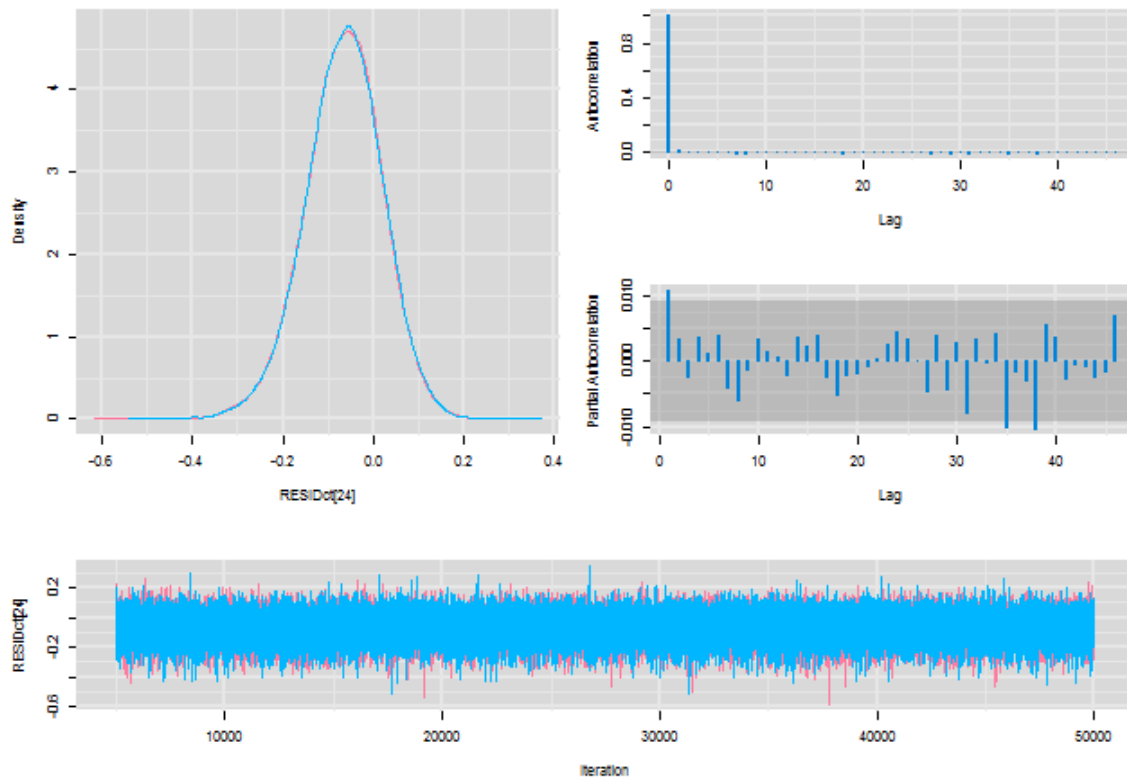 Density
4
3
2
1
0
-0.6 -0.4 -0.2 0.0 0.2 0.4
RESIDct[24]
Autocorrelation
0.8
0.4
0.0
0 10 20 30 40
Lag
Partial Autocorrelation
0.010
0.000
-0.010
0 10 20 30 40
Lag
RESIDct[24]
0.2
-0.2
-0.6
10000 20000 30000 40000 50000
Iteration